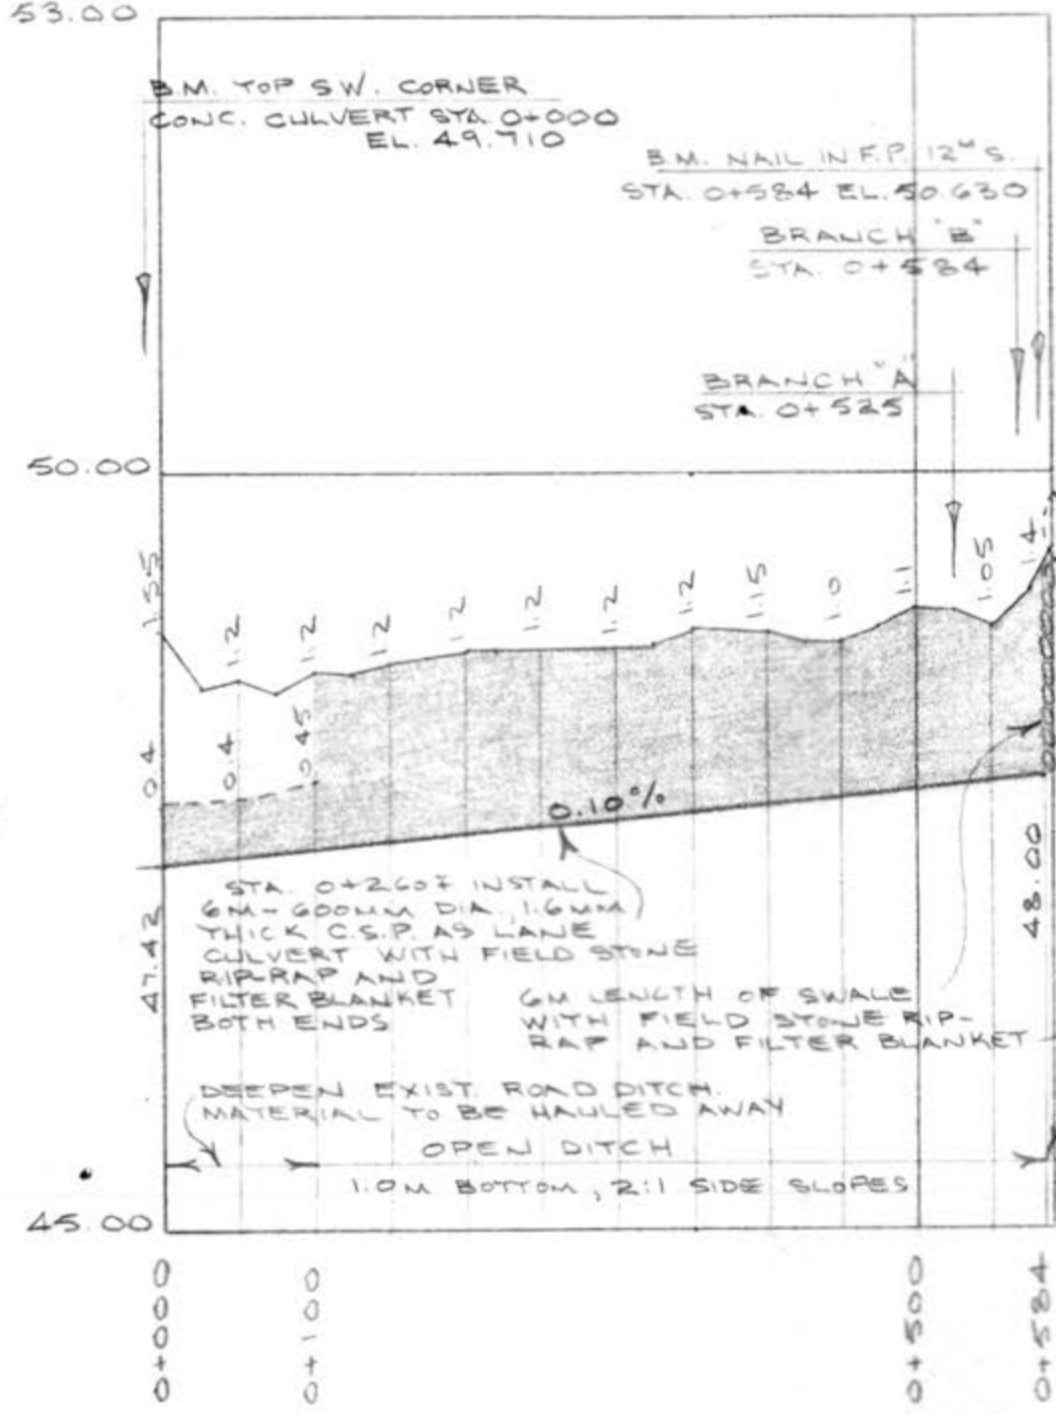 53.00
B.M. TOP S.W. CORNER
CONC. CULVERT STA. 0+000
EL. 49.710
B.M. NAIL IN F.P. 12" S.
STA. 0+584 EL. 50.630
BRANCH "B"
STA. 0+584
BRANCH "A"
STA. 0+525
50.00
1.35
1.2
1.2
1.2
1.2
1.2
1.2
1.2
1.15
1.0
1.1
1.05
1.4
0.4
0.4
0.45
0.10%
47.42
48.00
STA. 0+260± INSTALL
6M - 600MM DIA., 1.6MM
THICK C.S.P. AS LANE
CULVERT WITH FIELD STONE
RIP-RAP AND
FILTER BLANKET
BOTH ENDS
6M LENGTH OF SWALE
WITH FIELD STONE RIP-
RAP AND FILTER BLANKET
DEEPEN EXIST. ROAD DITCH.
MATERIAL TO BE HAULED AWAY
OPEN DITCH
1.0M BOTTOM, 2:1 SIDE SLOPES
45.00
0+000
0+100
0+500
0+584